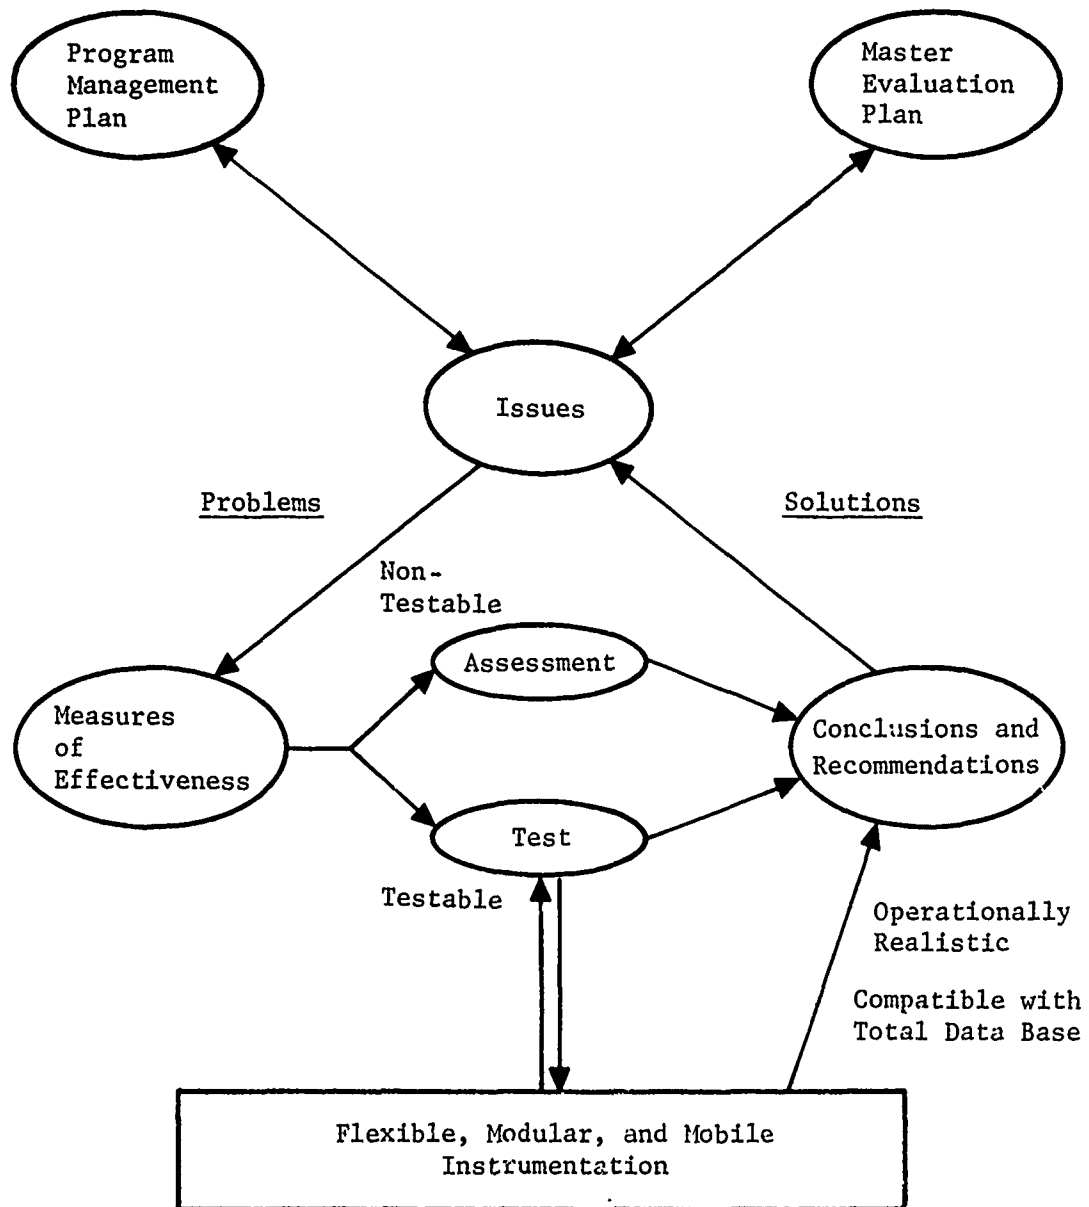 Program
Management
Plan
Master
Evaluation
Plan
Issues
Problems
Solutions
Non-
Testable
Assessment
Measures
of
Effectiveness
Conclusions and
Recommendations
Test
Testable
Operationally
Realistic
Compatible with
Total Data Base
Flexible, Modular, and Mobile
Instrumentation